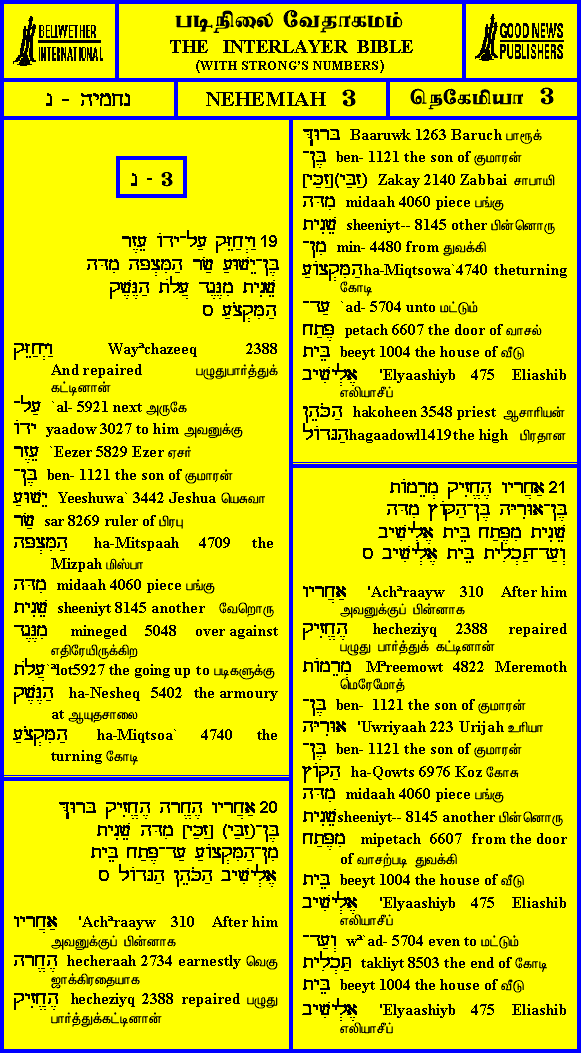 BELLWETHER
INTERNATIONAL
படிநிலை வேதாகமம்
THE INTERLAYER BIBLE
(WITH STRONG'S NUMBERS)
GOOD NEWS
PUBLISHERS
נחמיה - נ
NEHEMIAH 3
நெகேமியா 3
נ - 3
19 וַיְחַזֵּק עַל־יָדוֹ עֵזֶר
בֶּן־יֵשׁוּעַ שַׂר הַמִּצְפָּה מִדָּה
שֵׁנִית מִנֶּגֶד עֲלֹת הַנֶּשֶׁק
הַמִּקְצֹעַ ס
וַיְחַזֵּק Wayªchazeeq 2388
And repaired பழுதுபார்த்துக்
கட்டினான்
עַל־ `al- 5921 next அருகே
יָדוֹ yaadow 3027 to him அவனுக்கு
עֵזֶר `Eezer 5829 Ezer ஏசர்
בֶּן־ ben- 1121 the son of குமாரன்
יֵשׁוּעַ Yeeshuwa` 3442 Jeshua யெசுவா
שַׂר sar 8269 ruler of பிரபு
הַמִּצְפָּה ha-Mitspaah 4709 the
Mizpah மிஸ்பா
מִדָּה midaah 4060 piece பங்கு
שֵׁנִית sheeniyt 8145 another வேறொரு
מִנֶּגֶד mineged 5048 over against
எதிரேயிருக்கிற
עֲלֹת `ªlot5927 the going up to படிகளுக்கு
הַנֶּשֶׁק ha-Nesheq 5402 the armoury
at ஆயுதசாலை
הַמִּקְצֹעַ ha-Miqtsoa` 4740 the
turning கோடி
20 אַחֲרָיו הֶחֱרָה הֶחֱזִיק בָּרוּךְ
בֶּן־(זַבַּי) [זַכַּי] מִדָּה שֵׁנִית
מִן־הַמִּקְצוֹעַ עַד־פֶּתַח בֵּית
אֶלְיָשִׁיב הַכֹּהֵן הַגָּדוֹל ס
אַחֲרָיו 'Achªraayw 310 After him
அவனுக்குப் பின்னாக
הֶחֱרָה hecheraah 2734 earnestly வெகு
ஜாக்கிரதையாக
הֶחֱזִיק hecheziyq 2388 repaired பழுது
பார்த்துக்கட்டினான்
בָּרוּךְ Baaruwk 1263 Baruch பாரூக்
בֶּן־ ben- 1121 the son of குமாரன்
[זַכַּי](זַבַּי) Zakay 2140 Zabbai சாபாயி
מִדָּה midaah 4060 piece பங்கு
שֵׁנִית sheeniyt-- 8145 other பின்னொரு
מִן־ min- 4480 from துவக்கி
הַמִּקְצוֹעַ ha-Miqtsowa`4740 theturning
கோடி
עַד־ `ad- 5704 unto மட்டும்
פֶּתַח petach 6607 the door of வாசல்
בֵּית beeyt 1004 the house of வீடு
אֶלְיָשִׁיב 'Elyaashiyb 475 Eliashib
எலியாசீப்
הַכֹּהֵן hakoheen 3548 priest ஆசாரியன்
הַגָּדוֹל hagaadowl1419the high பிரதான
21 אַחֲרָיו הֶחֱזִיק מְרֵמוֹת
בֶּן־אוּרִיָּה בֶּן־הַקּוֹץ מִדָּה
שֵׁנִית מִפֶּתַח בֵּית אֶלְיָשִׁיב
וְעַד־תַּכְלִית בֵּית אֶלְיָשִׁיב ס
אַחֲרָיו 'Achªraayw 310 After him
அவனுக்குப் பின்னாக
הֶחֱזִיק hecheziyq 2388 repaired
பழுது பார்த்துக் கட்டினான்
מְרֵמוֹת Mªreemowt 4822 Meremoth
மெரேமோத்
בֶּן־ ben- 1121 the son of குமாரன்
אוּרִיָּה 'Uwriyaah 223 Urijah உரியா
בֶּן־ ben- 1121 the son of குமாரன்
הַקּוֹץ ha-Qowts 6976 Koz கோசு
מִדָּה midaah 4060 piece பங்கு
שֵׁנִית sheeniyt-- 8145 another பின்னொரு
מִפֶּתַח mipetach 6607 from the door
of வாசற்படி துவக்கி
בֵּית beeyt 1004 the house of வீடு
אֶלְיָשִׁיב 'Elyaashiyb 475 Eliashib
எலியாசீப்
וְעַד־ wª`ad- 5704 even to மட்டும்
תַּכְלִית takliyt 8503 the end of கோடி
בֵּית beeyt 1004 the house of வீடு
אֶלְיָשִׁיב 'Elyaashiyb 475 Eliashib
எலியாசீப்